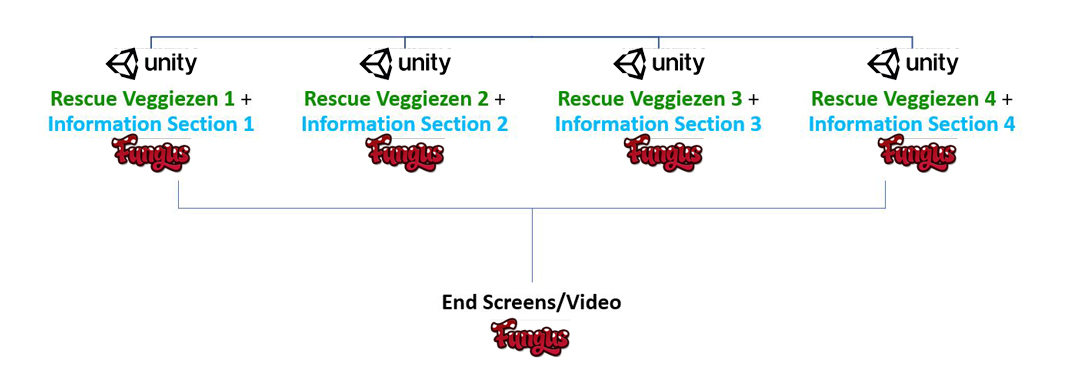 unity unity unity unity
Rescue Veggiezen 1 + Rescue Veggiezen 2 + Rescue Veggiezen 3 + Rescue Veggiezen 4 +
Information Section 1 Information Section 2 Information Section 3 Information Section 4
Fungus Fungus Fungus Fungus
End Screens/Video
Fungus